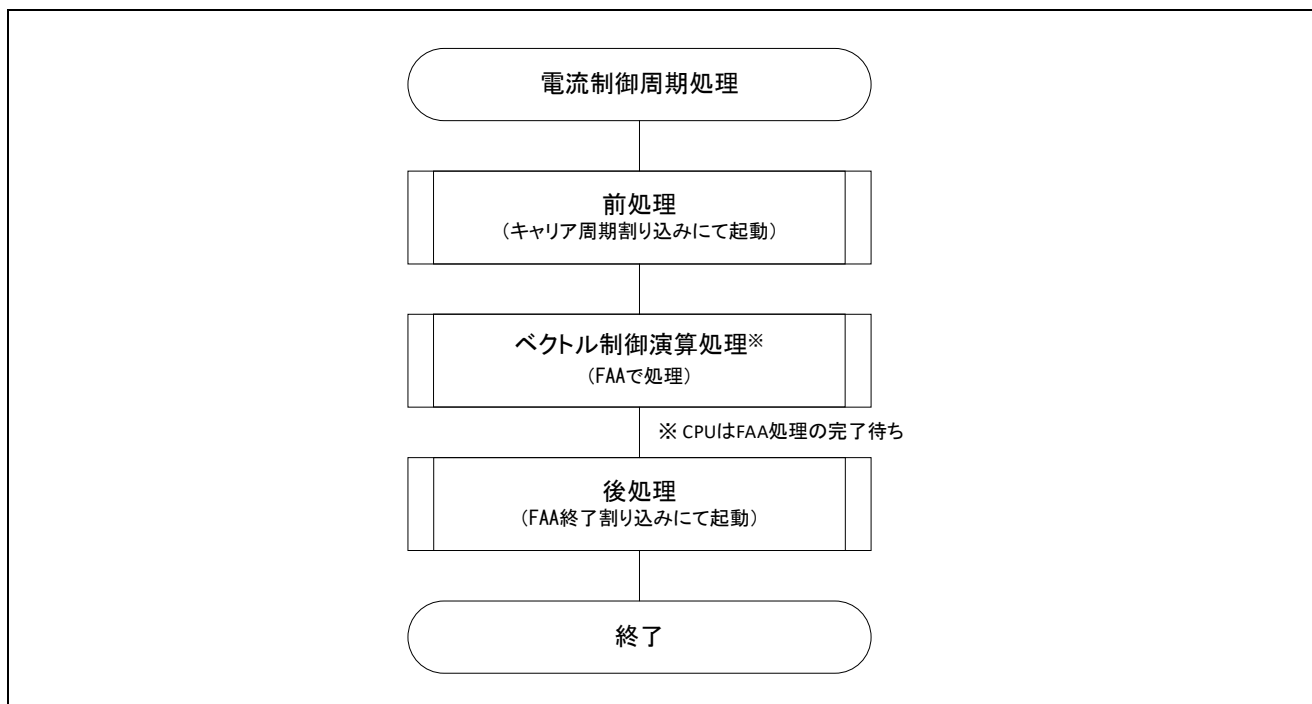 電流制御周期処理
前処理
（キャリア周期割り込みにて起動）
ベクトル制御演算処理※
（FAAで処理）
※ CPUはFAA処理の完了待ち
後処理
（FAA終了割り込みにて起動）
終了